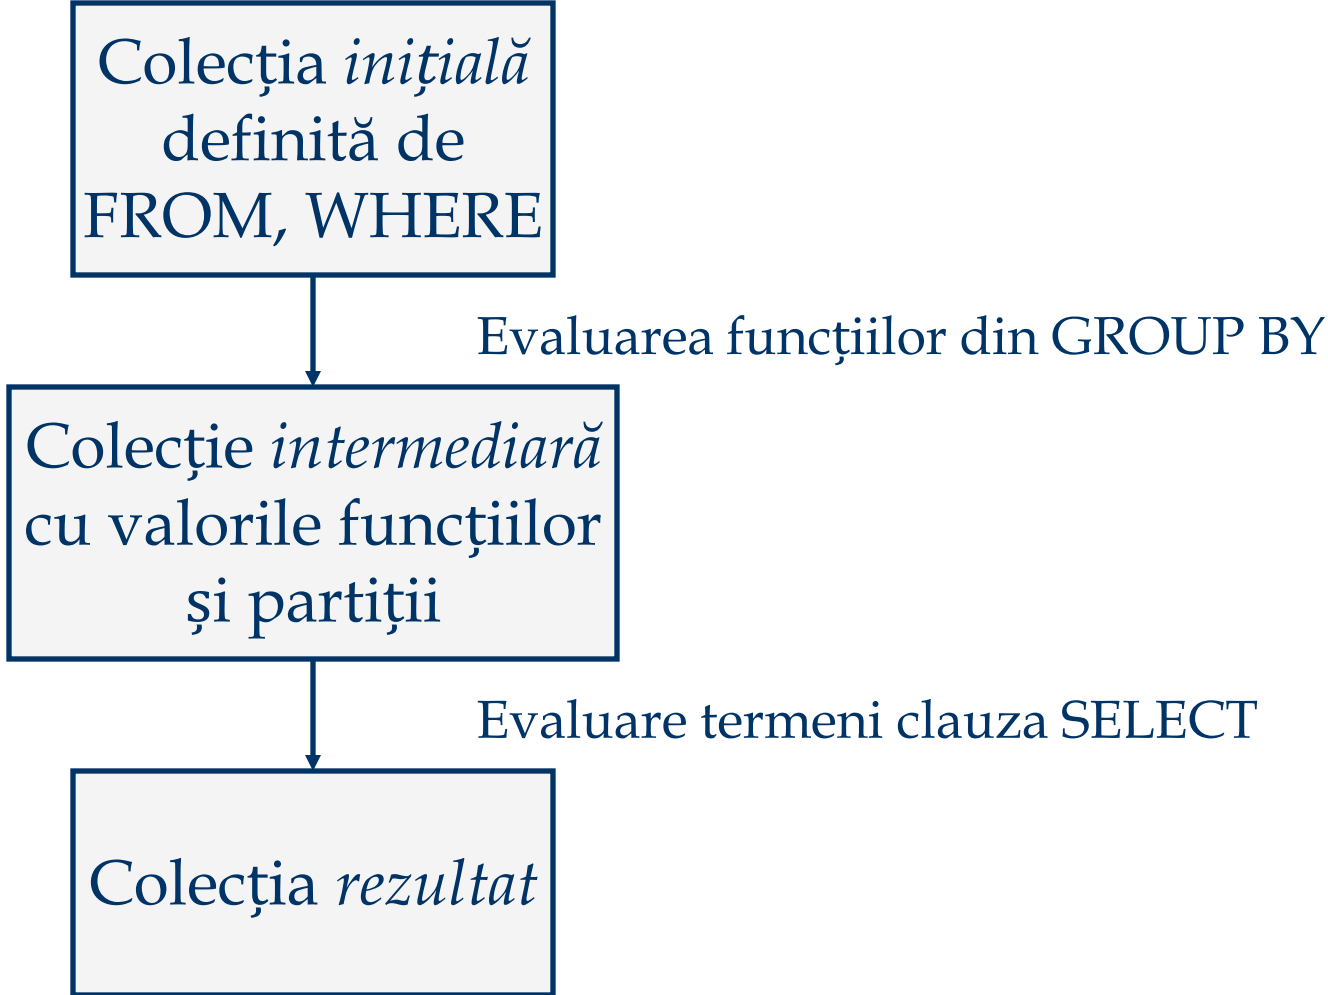 Colecția inițială
definită de
FROM, WHERE
Evaluarea funcțiilor din GROUP BY
Colecție intermediară
cu valorile funcțiilor
și partiții
Evaluare termeni clauza SELECT
Colecția rezultat